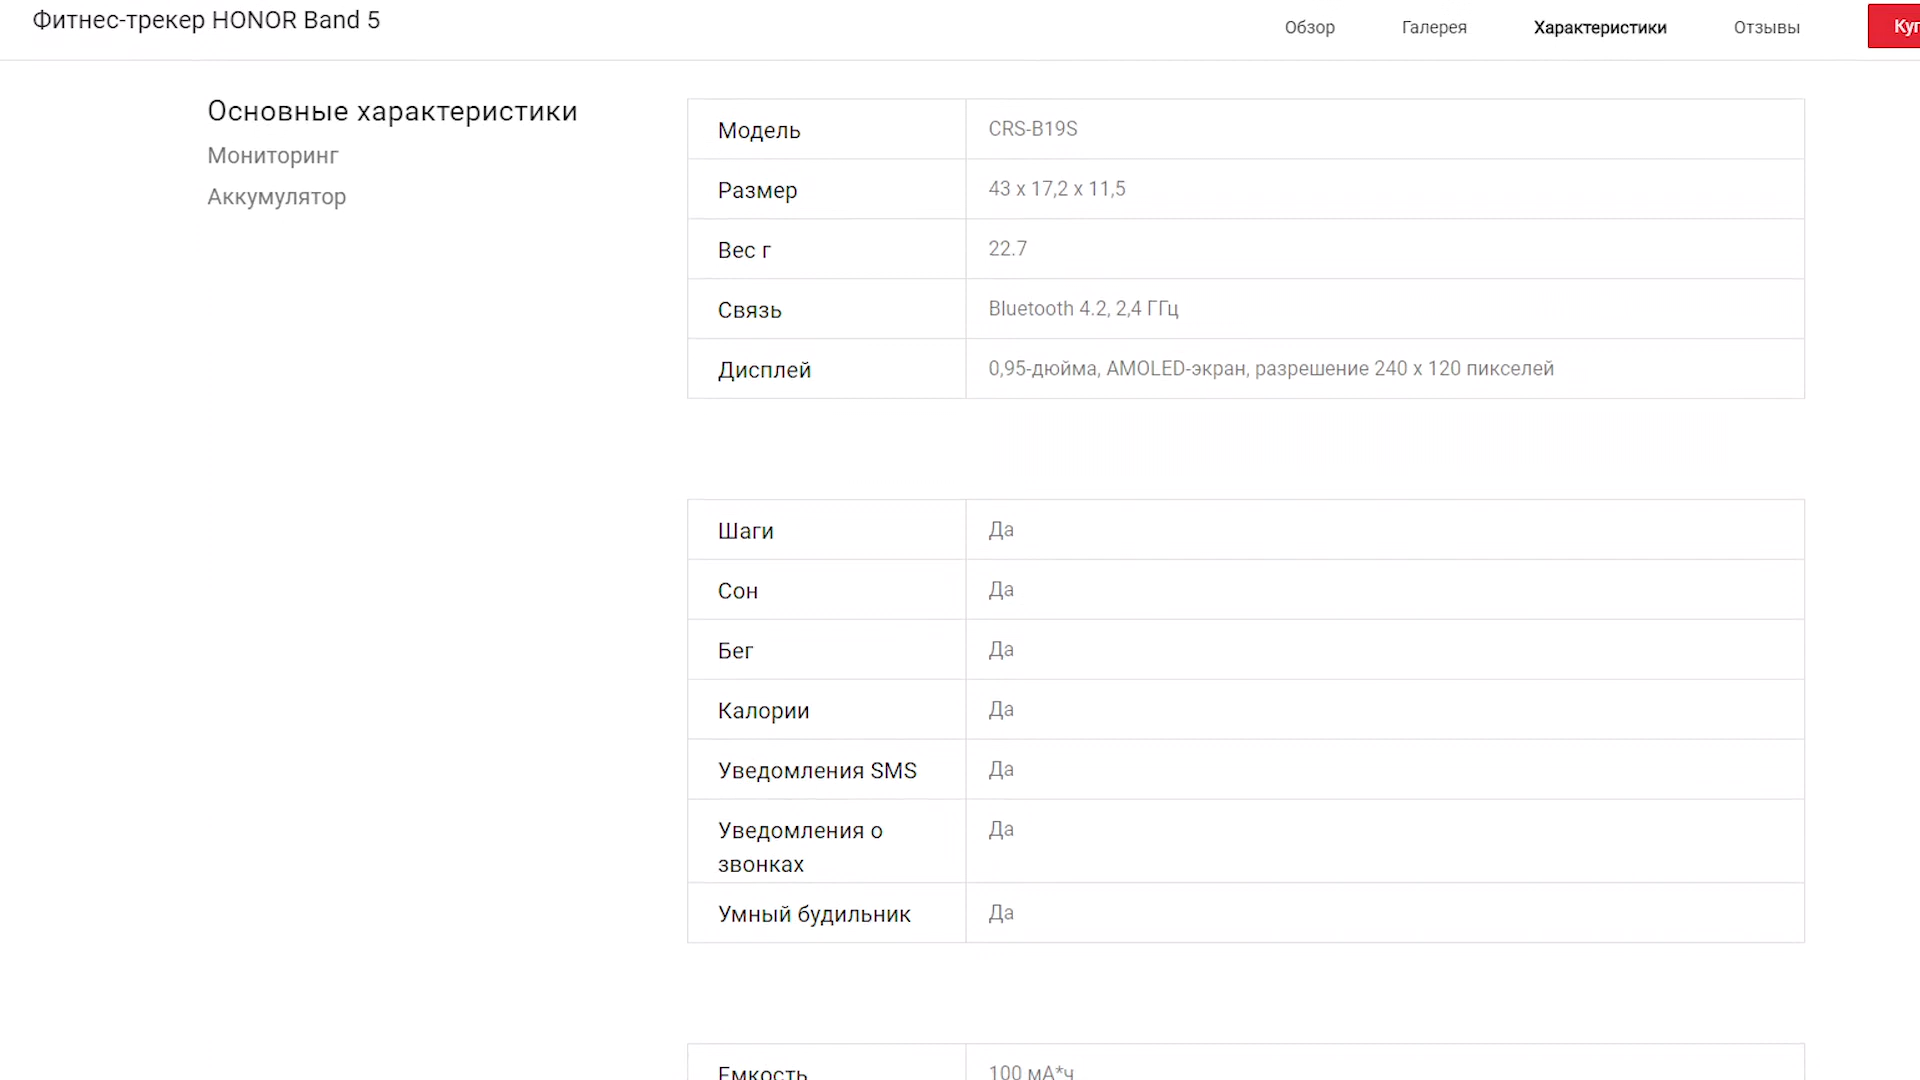 Фитнес-трекер HONOR Band 5
Обзор
Галерея
Характеристики
Отзывы
Основные характеристики
Мониторинг
Аккумулятор
Модель
CRS-B19S
Размер
43 x 17,2 x 11,5
Вес г
22.7
Связь
Bluetooth 4.2, 2,4 ГГц
Дисплей
0,95-дюйма, AMOLED-экран, разрешение 240 x 120 пикселей
Шаги
Да
Сон
Да
Бег
Да
Калории
Да
Уведомления SMS
Да
Уведомления о
звонках
Да
Умный будильник
Да
Емкость
100 мА*ч